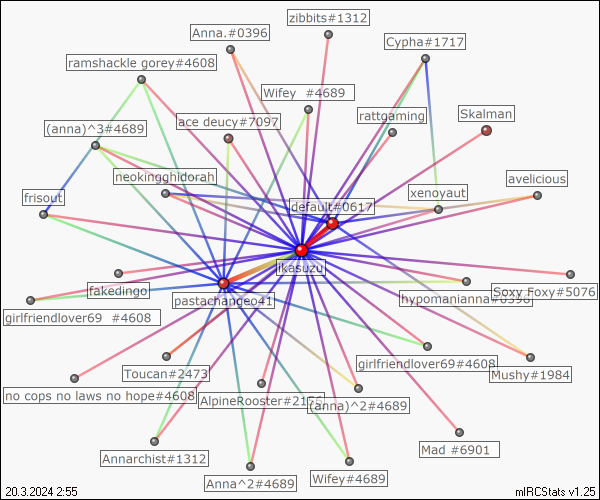 zibbits#1312
Anna.#0396
Cypha#1717
ramshackle gorey#4608
Wifey #4689
rattgaming
Skalman
ace deucy#7097
(anna)^3#4689
neokingghidorah
avelicious
xenoyaut
frisout
default#0617
ikasuzu
fakedingo
pastachangeo41
hypomanianna#0396
Soxy Foxy#5076
girlfriendlover69 #4608
girlfriendlover69#4608
Toucan#2473
Mushy#1984
no cops no laws no hope#4608
(anna)^2#4689
Mad #6901
Annarchist#1312
Anna^2#4689
Wifey#4689
20.3.2024 2:55
mIRCStats v1.25